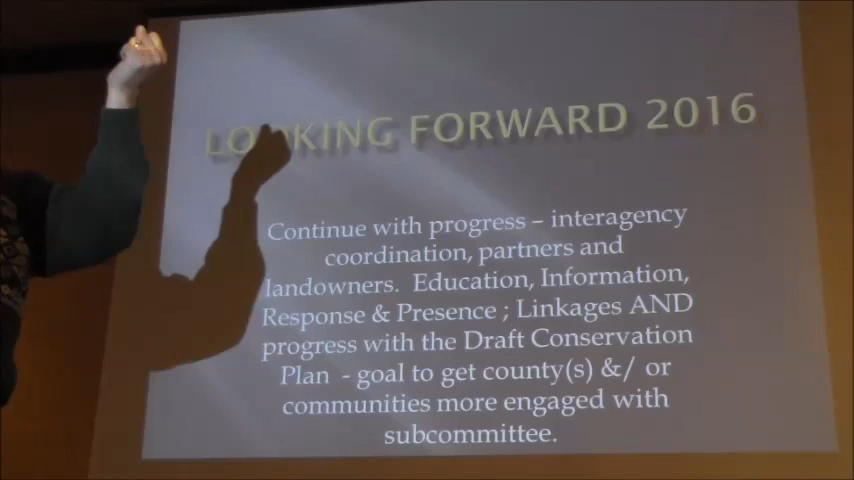 LOOKING FORWARD 2016
Continue with progress – interagency
coordination, partners and
landowners. Education, Information,
Response & Presence ; Linkages AND
progress with the Draft Conservation
Plan - goal to get county(s) &/ or
communities more engaged with
subcommittee.